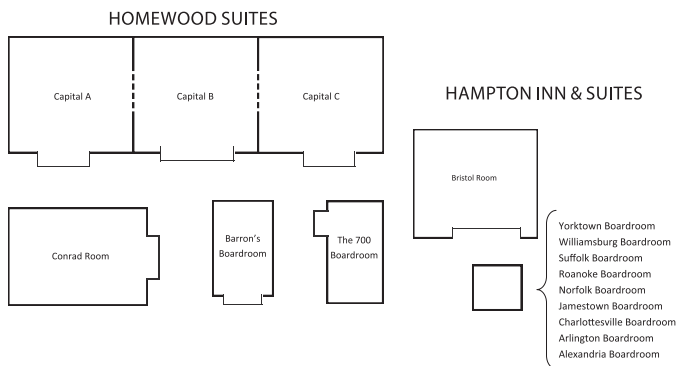 HOMEWOOD SUITES
Capital A
Capital B
Capital C
Conrad Room
Barron's
Boardroom
The 700
Boardroom
HAMPTON INN & SUITES
Bristol Room
Yorktown Boardroom
Williamsburg Boardroom
Suffolk Boardroom
Roanoke Boardroom
Norfolk Boardroom
Jamestown Boardroom
Charlottesville Boardroom
Arlington Boardroom
Alexandria Boardroom